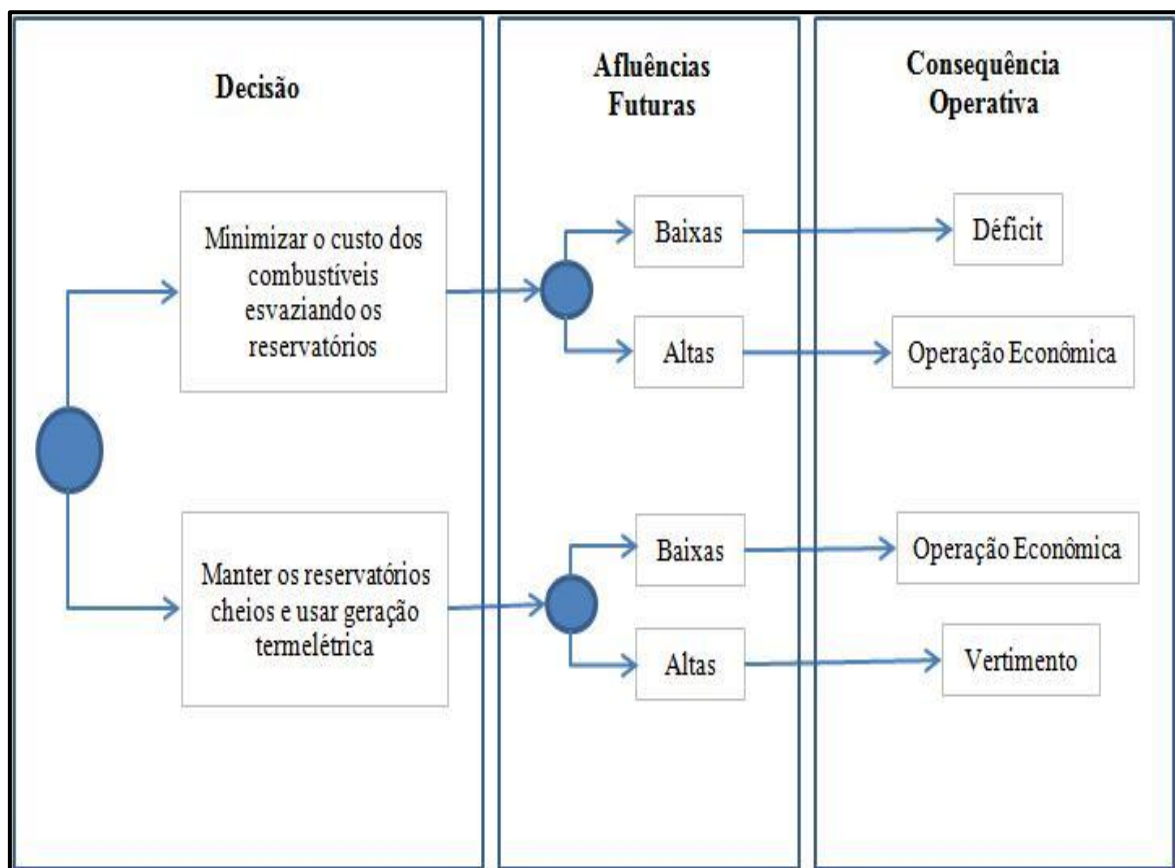 Decisão
Afluências
Futuras
Consequência
Operativa
Minimizar o custo dos
combustíveis
esvaziando os
reservatórios
Baixas
Déficit
Altas
Operação Econômica
Manter os reservatórios
cheios e usar geração
termelétrica
Baixas
Operação Econômica
Altas
Vertimento